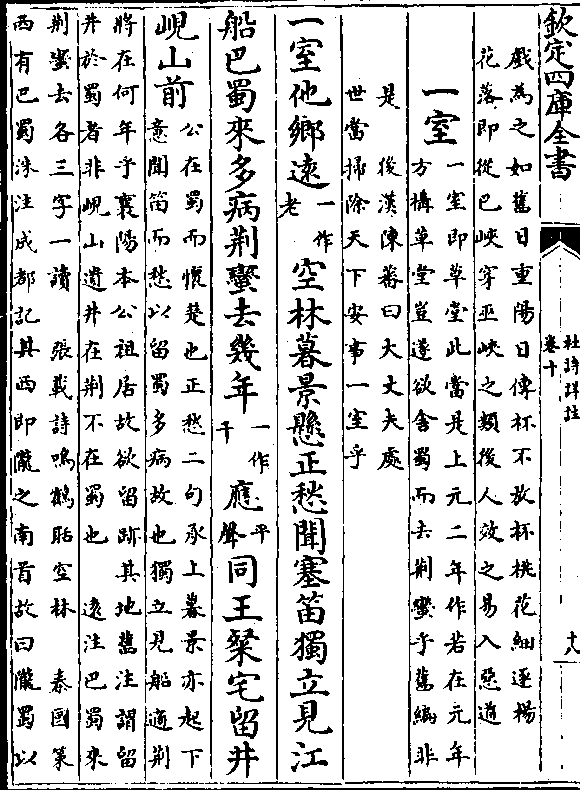 欽定四庫全書
杜詩詳註
卷十
十八
戲為之如舊日重陽日傳杯不放杯桃花細逐楊
花落即從巴峽穿巫峽之類後人效之易入惡道
一室
一室即草堂此當是上元二年作若在元年
方構草堂豈遽欲舍蜀而去荆蠻乎舊編非
是　後漢陳蕃曰大丈夫處
世當掃除天下安事一室乎
一室他鄉遠一作老空林暮景懸正愁聞塞笛獨立見江
船巴蜀來多病荆蠻去幾年一作千應平聲同王粲宅留井
峴山前
公在蜀而懷楚也正愁二句承上暮景亦起下
意聞笛而愁以留蜀多病故也獨立見船適荆
將在何年乎襄陽本公祖居故欲留跡其地舊注謂留
井於蜀者非峴山遺井在荆不在蜀也　遠注巴蜀來
荆蠻去各三字一讀　張載詩鳴鶴聒空林　秦國策
西有巴蜀洙注成都記其西即隴之南首故曰隴蜀以